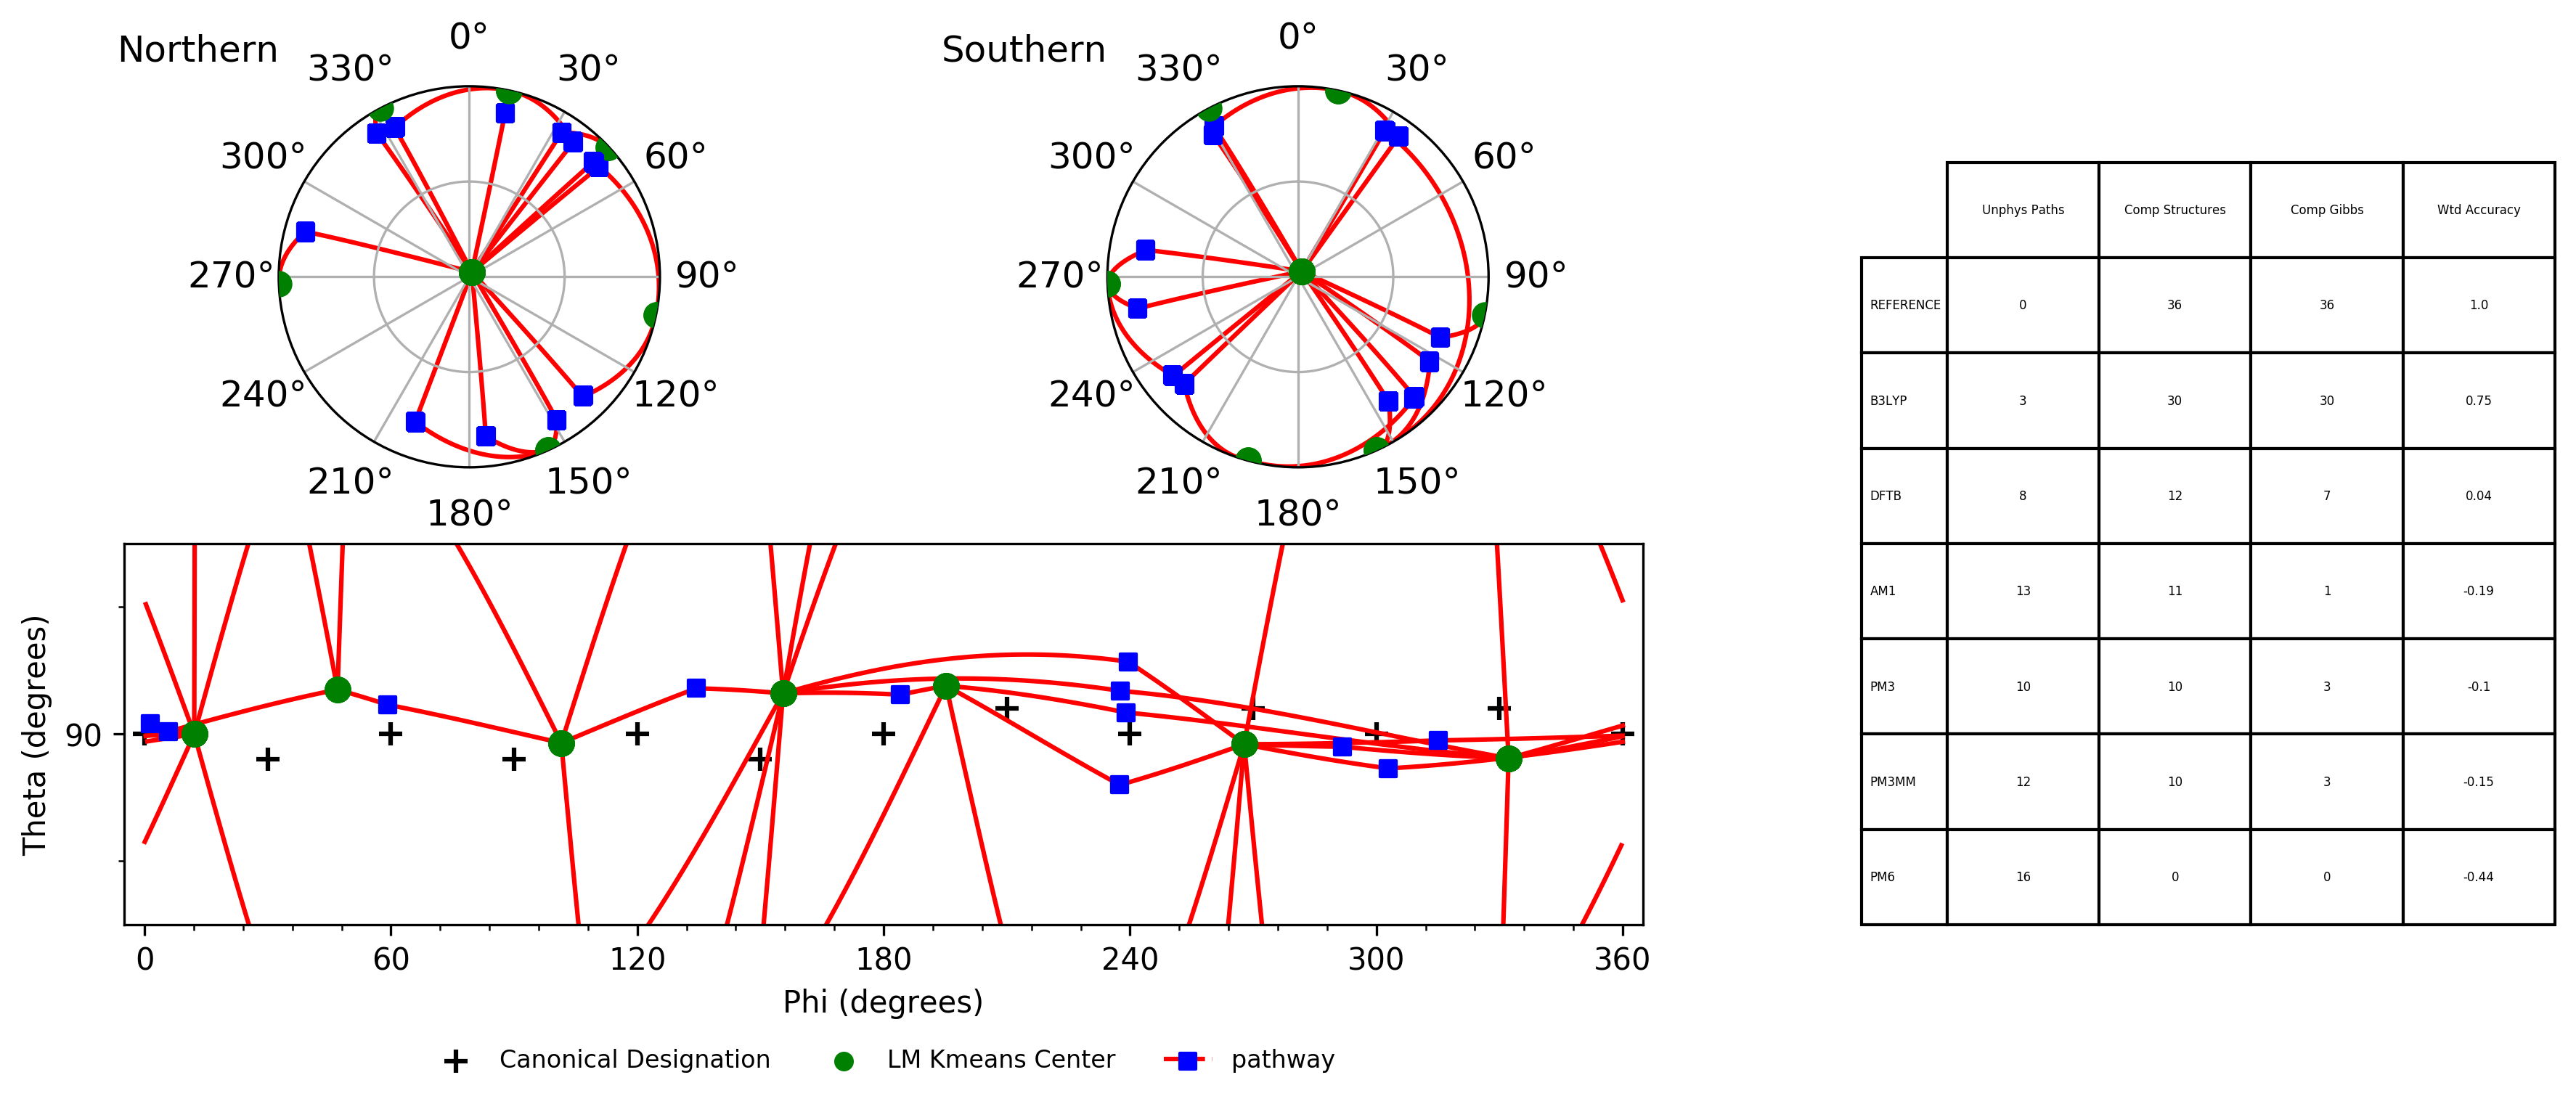 Northern
0°
30°
60°
90°
120°
150°
180°
210°
240°
270°
300°
330°
Southern
0°
30°
60°
90°
120°
150°
180°
210°
240°
270°
300°
330°
Theta (degrees)
90
0 60 120 180 240 300 360
Phi (degrees)
Canonical Designation LM Kmeans Center pathway
Unphys Paths Comp Structures Comp Gibbs Wtd Accuracy
REFERENCE 0 36 36 1.0
B3LYP 3 30 30 0.75
DFTB 8 12 7 0.04
AM1 13 11 1 -0.19
PM3 10 10 3 -0.1
PM3MM 12 10 3 -0.15
PM6 16 0 0 -0.44